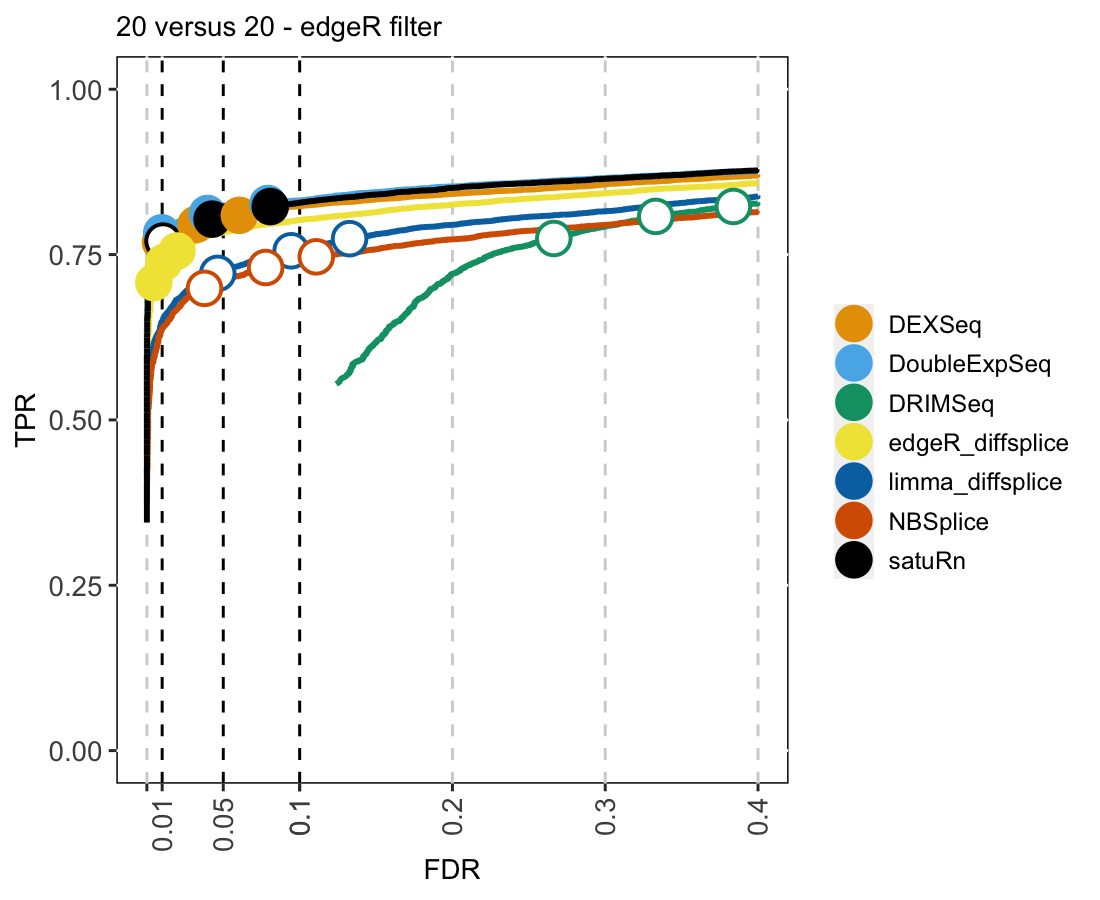 20 versus 20 - edgeR filter
1.00
0.75
0.50
0.25
0.00
TPR
0.01
0.05
0.1
0.2
0.3
0.4
FDR
DEXSeq
DoubleExpSeq
DRIMSeq
edgeR_diffsplice
limma_diffsplice
NBSplice
satuRn